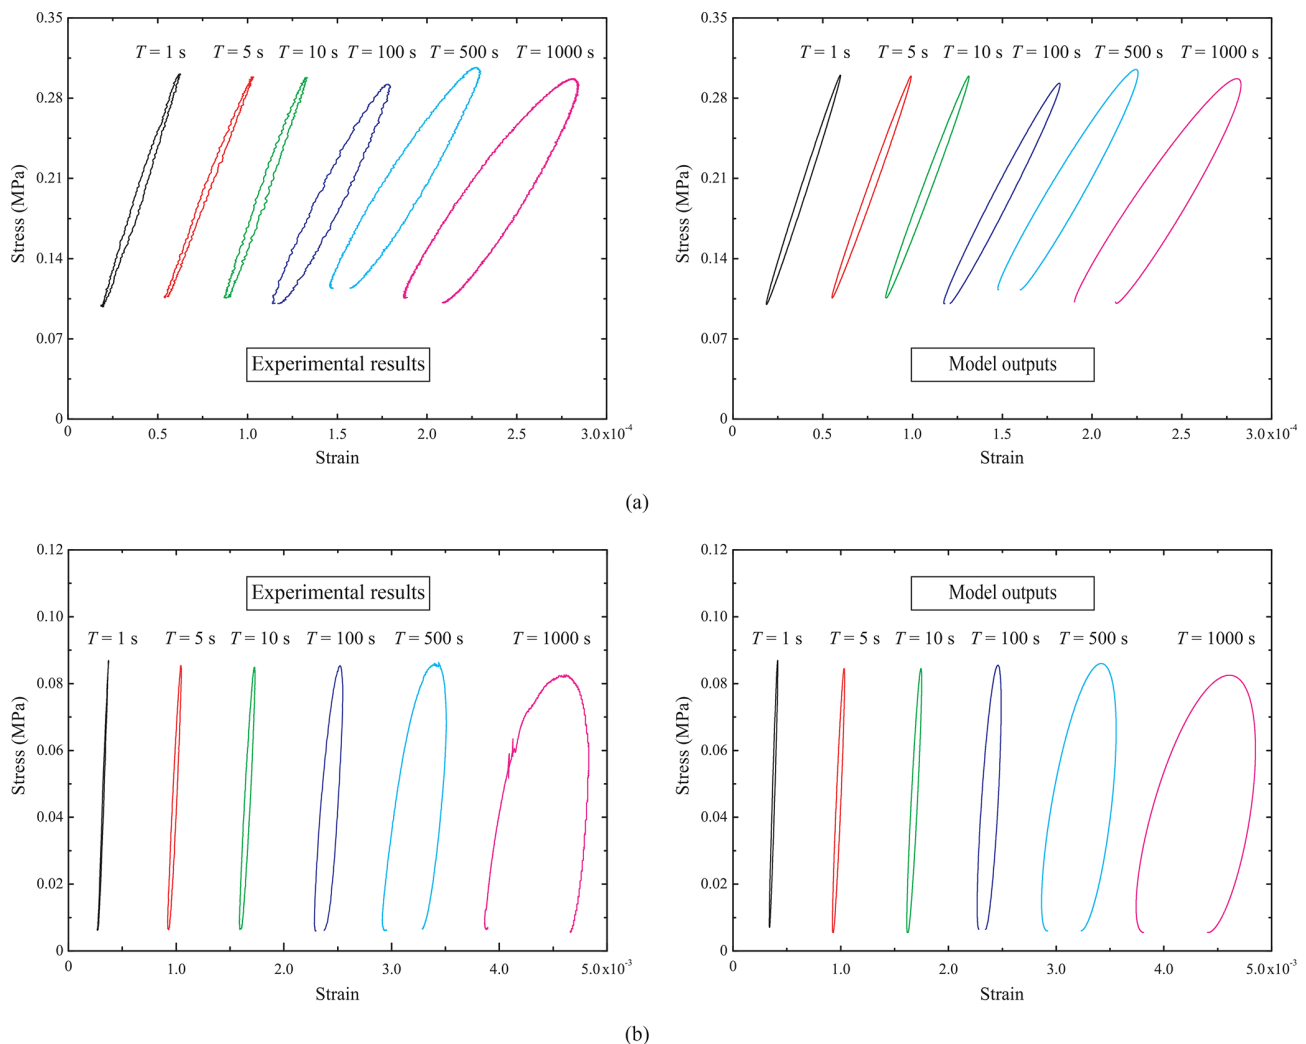 0.35
0.28
0.21
0.14
0.07
0
Stress (MPa)
T = 1 s T = 5 s T = 10 s T = 100 s T = 500 s T = 1000 s
Experimental results
0 0.5 1.0 1.5 2.0 2.5 3.0x10⁻⁴
Strain
0.35
0.28
0.21
0.14
0.07
0
Stress (MPa)
T = 1 s T = 5 s T = 10 s T = 100 s T = 500 s T = 1000 s
Model outputs
0 0.5 1.0 1.5 2.0 2.5 3.0x10⁻⁴
Strain
(a)
0.12
0.10
0.08
0.06
0.04
0.02
0
Stress (MPa)
Experimental results
T = 1 s T = 5 s T = 10 s T = 100 s T = 500 s T = 1000 s
0 1.0 2.0 3.0 4.0 5.0x10⁻³
Strain
0.12
0.10
0.08
0.06
0.04
0.02
0
Stress (MPa)
Model outputs
T = 1 s T = 5 s T = 10 s T = 100 s T = 500 s T = 1000 s
0 1.0 2.0 3.0 4.0 5.0x10⁻³
Strain
(b)